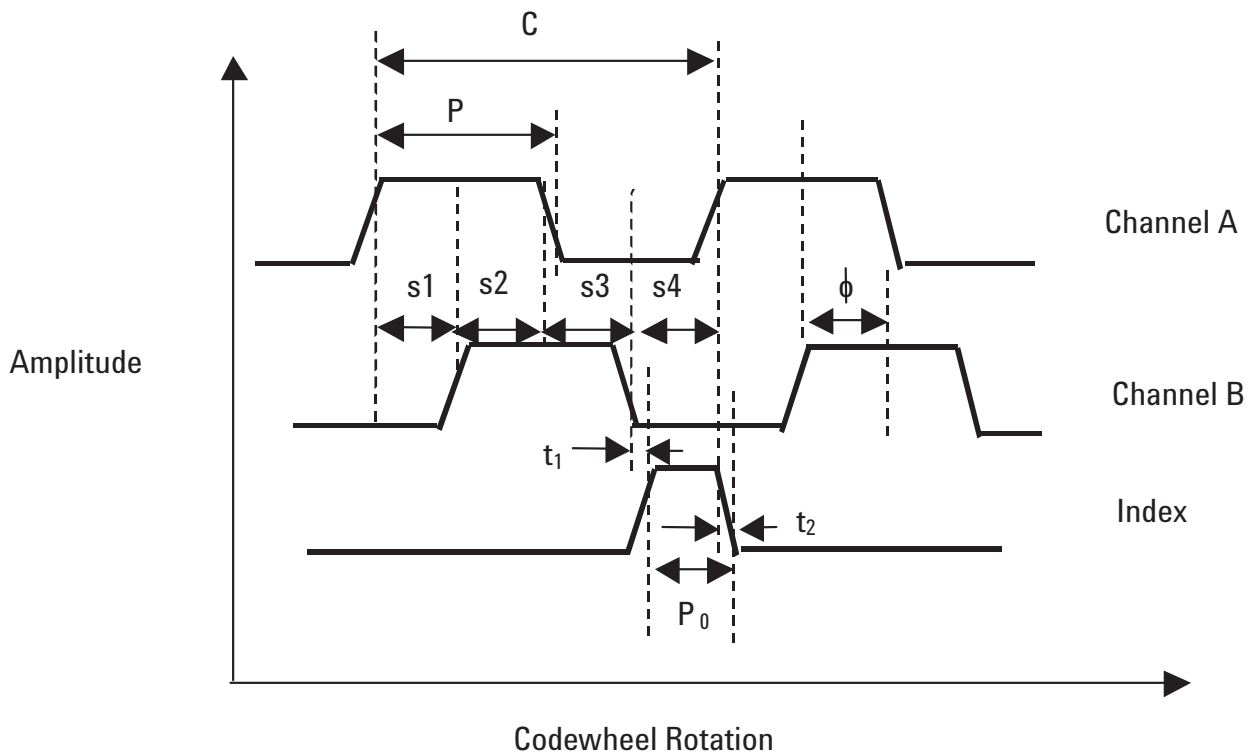 C
P
Channel A
s1 s2 s3 s4 ϕ
Amplitude
Channel B
t1
Index
t2
P0
Codewheel Rotation